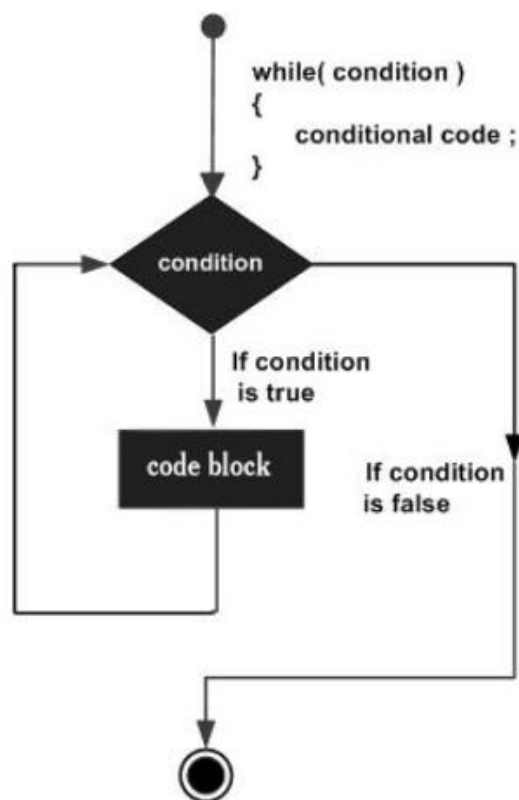 while( condition )
{
conditional code ;
}
condition
If condition
is true
code block
If condition
is false